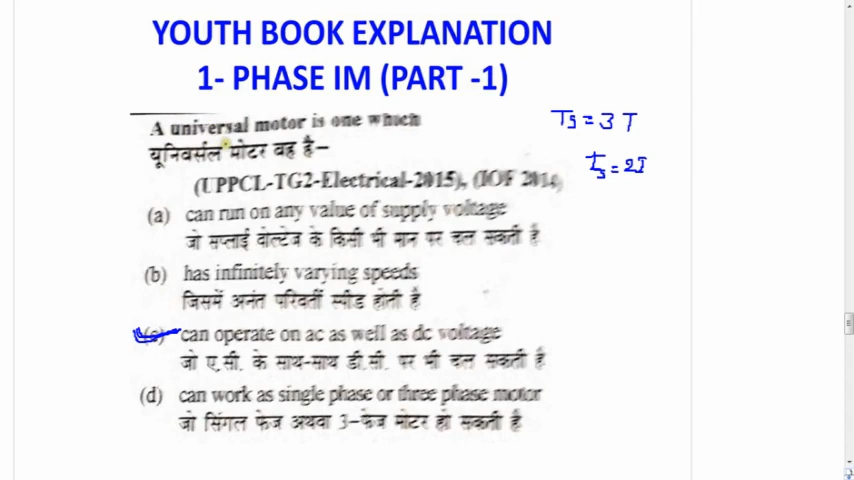 YOUTH BOOK EXPLANATION
1- PHASE IM (PART -1)
A universal motor is one which
यूनिवर्सल मोटर वह है–
(UPPCL-TG2-Electrical-2015), (IOF 2014)
(a) can run on any value of supply voltage
जो सप्लाई वोल्टेज के किसी भी मान पर चल सकती है
(b) has infinitely varying speeds
जिसमें अनंत परिवर्ती स्पीड होती है
(c) can operate on ac as well as dc voltage
जो ए.सी. के साथ-साथ डी.सी. पर भी चल सकती है
(d) can work as single phase or three phase motor
जो सिंगल फेज अथवा 3–फेज मोटर हो सकती है
Ts = 3 T
Is = 2I